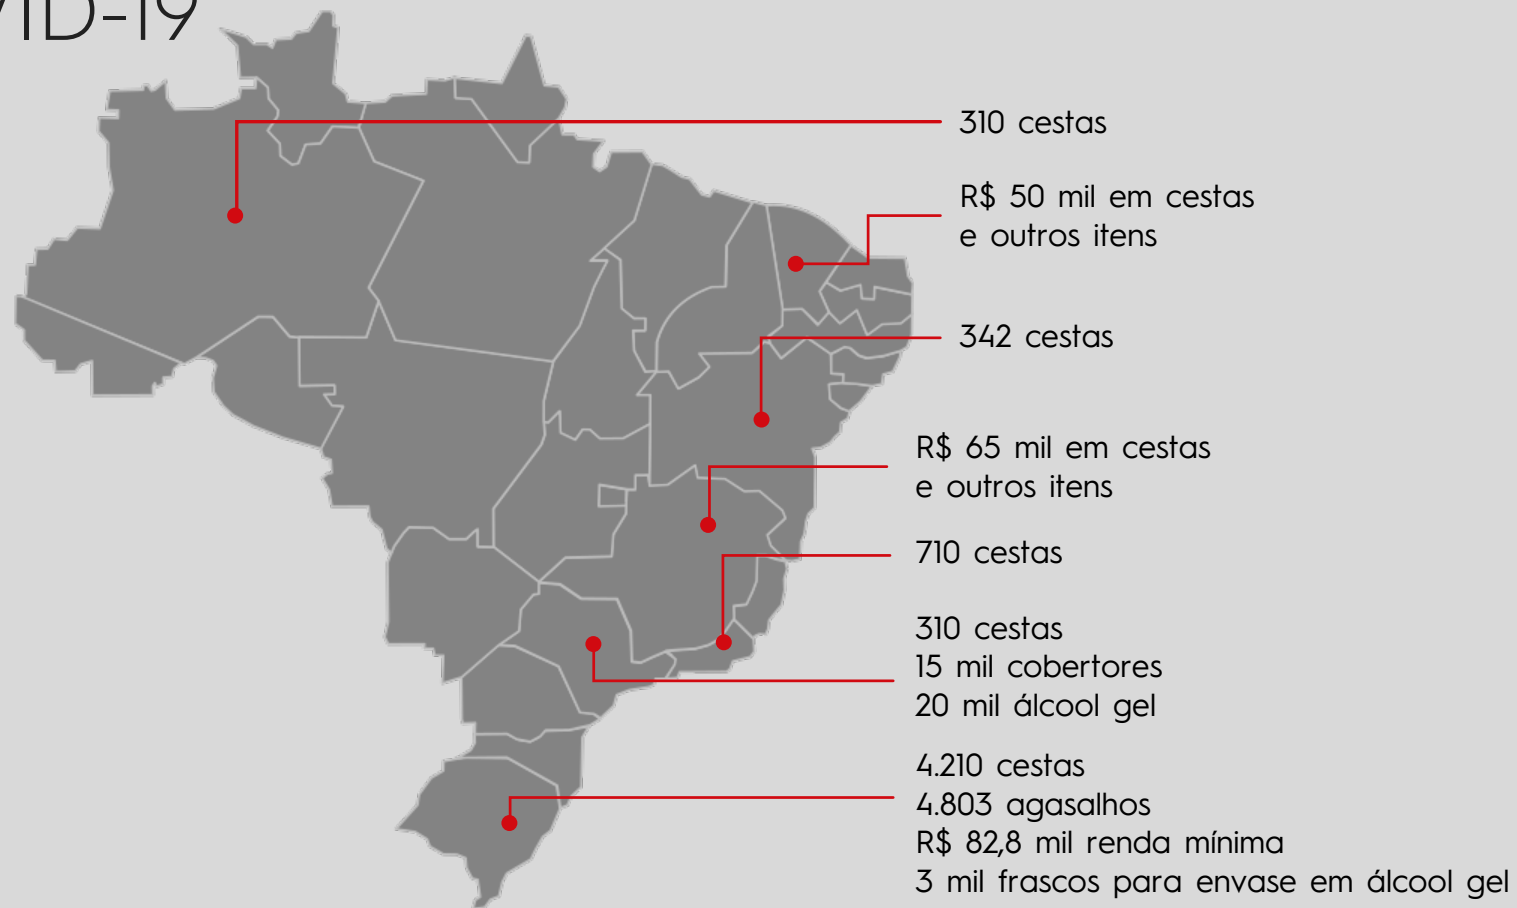 VID-19
310 cestas
R$ 50 mil em cestas
e outros itens
342 cestas
R$ 65 mil em cestas
e outros itens
710 cestas
310 cestas
15 mil cobertores
20 mil álcool gel
4.210 cestas
4.803 agasalhos
R$ 82,8 mil renda mínima
3 mil frascos para envase em álcool gel